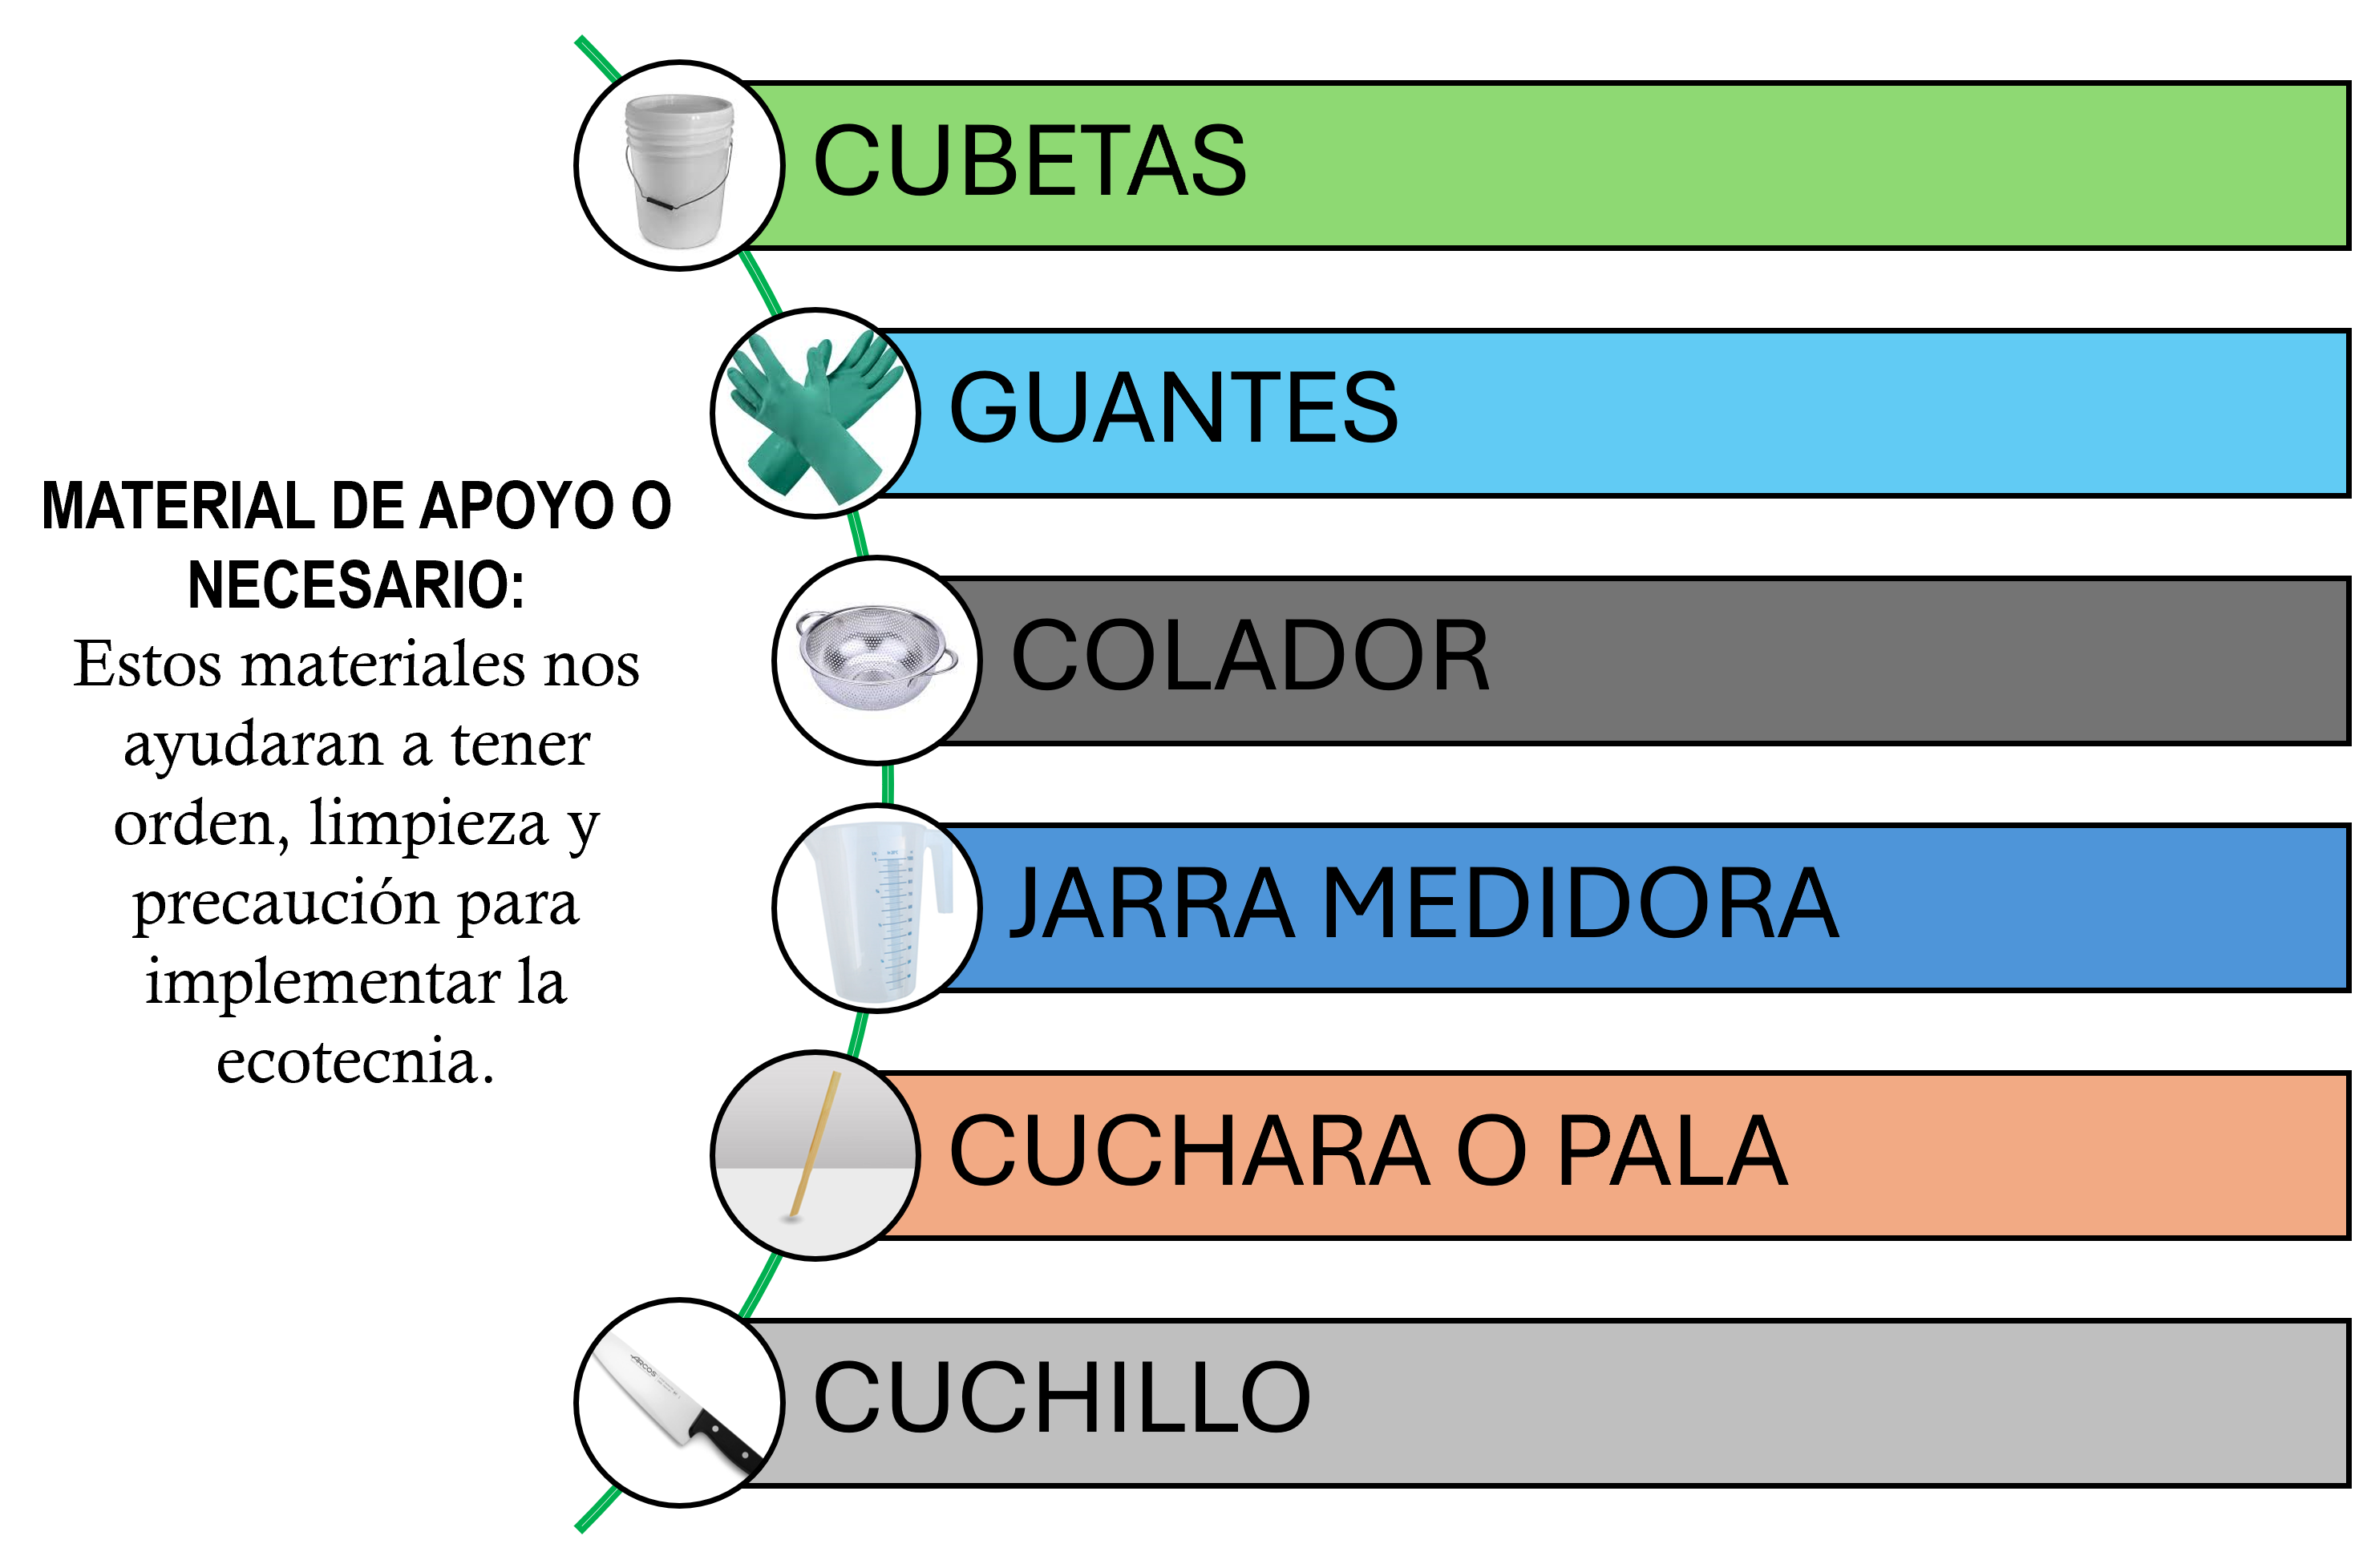 MATERIAL DE APOYO O
NECESARIO:
Estos materiales nos
ayudaran a tener
orden, limpieza y
precaución para
implementar la
ecotecnia.
CUBETAS
GUANTES
COLADOR
JARRA MEDIDORA
CUCHARA O PALA
ARCOS
CUCHILLO